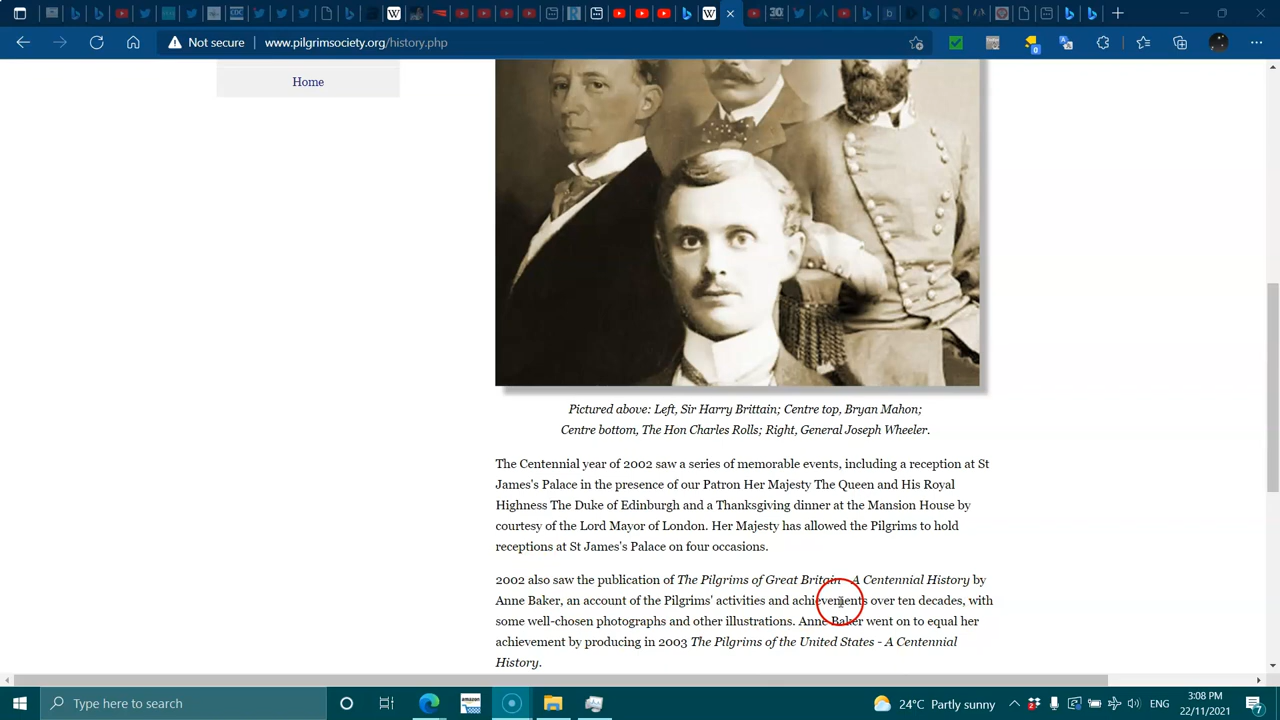 Not secure
www.pilgrimsociety.org/history.php
Home
Pictured above: Left, Sir Harry Brittain; Centre top, Bryan Mahon;
Centre bottom, The Hon Charles Rolls; Right, General Joseph Wheeler.
The Centennial year of 2002 saw a series of memorable events, including a reception at St
James's Palace in the presence of our Patron Her Majesty The Queen and His Royal
Highness The Duke of Edinburgh and a Thanksgiving dinner at the Mansion House by
courtesy of the Lord Mayor of London. Her Majesty has allowed the Pilgrims to hold
receptions at St James's Palace on four occasions.
2002 also saw the publication of The Pilgrims of Great Britain - A Centennial History by
Anne Baker, an account of the Pilgrims' activities and achievements over ten decades, with
some well-chosen photographs and other illustrations. Anne Baker went on to equal her
achievement by producing in 2003 The Pilgrims of the United States - A Centennial
History.
Type here to search
amazon
24°C Partly sunny
ENG
3:08 PM
22/11/2021